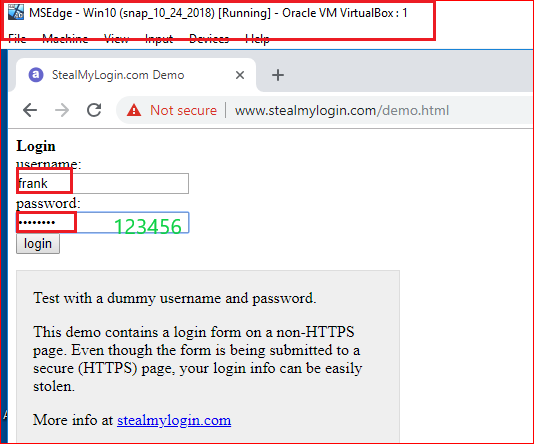 MSEdge - Win10 (snap_10_24_2018) [Running] - Oracle VM VirtualBox : 1
File Machine View Input Devices Help
StealMyLogin.com Demo
Not secure | www.stealmylogin.com/demo.html
Login
username:
frank
password:
•••••••• 123456
login
Test with a dummy username and password.
This demo contains a login form on a non-HTTPS
page. Even though the form is being submitted to a
secure (HTTPS) page, your login info can be easily
stolen.
More info at stealmylogin.com